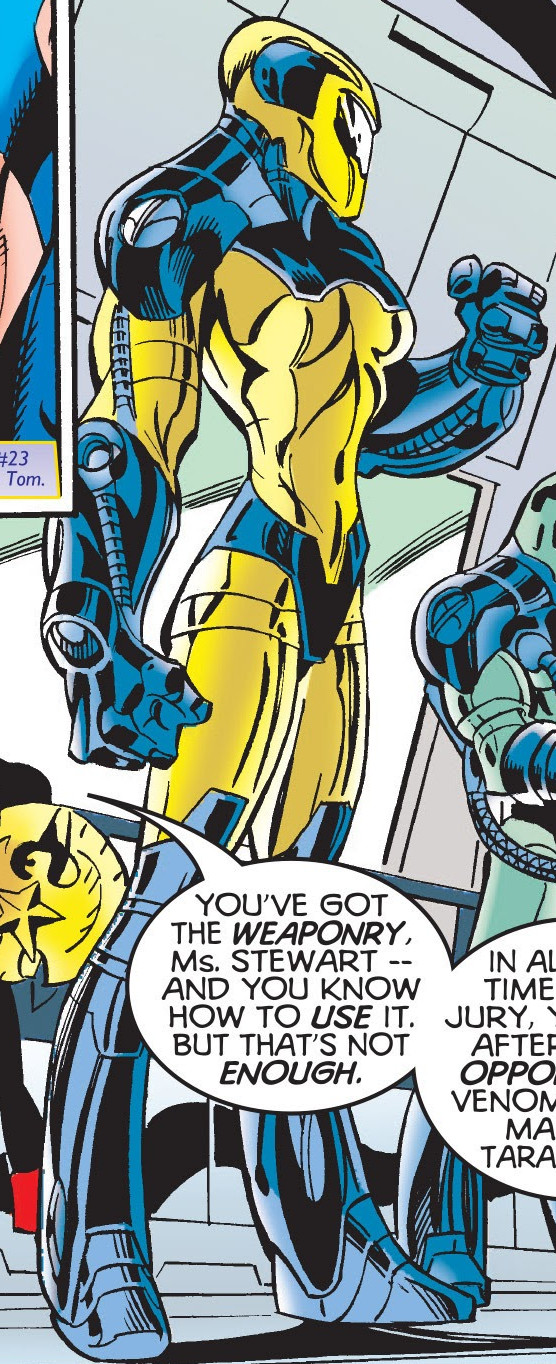 #23
Tom.
YOU'VE GOT
THE WEAPONRY,
Ms. STEWART --
AND YOU KNOW
HOW TO USE IT.
BUT THAT'S NOT
ENOUGH.
IN AL
TIME
JURY, Y
AFTER
OPPO
VENOM
MA
TARA